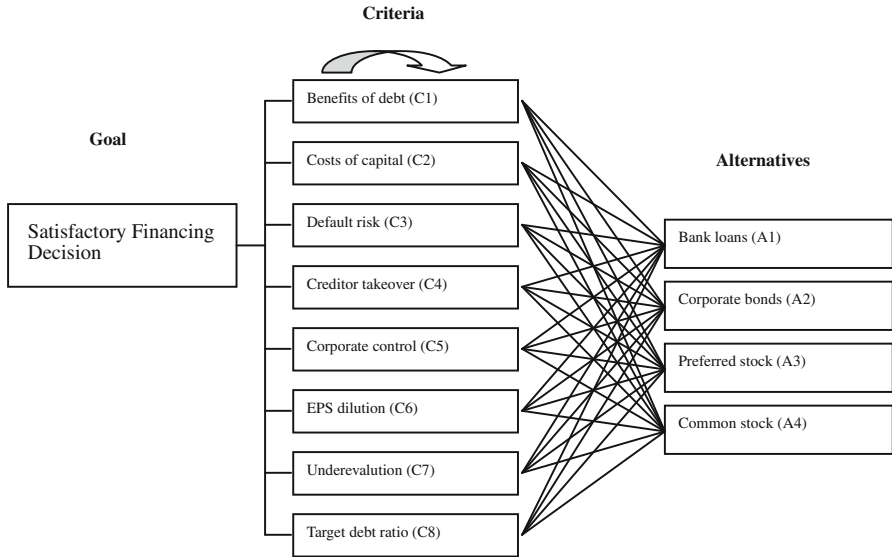 Criteria
Goal
Alternatives
Satisfactory Financing
Decision
Benefits of debt (C1)
Costs of capital (C2)
Default risk (C3)
Creditor takeover (C4)
Corporate control (C5)
EPS dilution (C6)
Underevalution (C7)
Target debt ratio (C8)
Bank loans (A1)
Corporate bonds (A2)
Preferred stock (A3)
Common stock (A4)